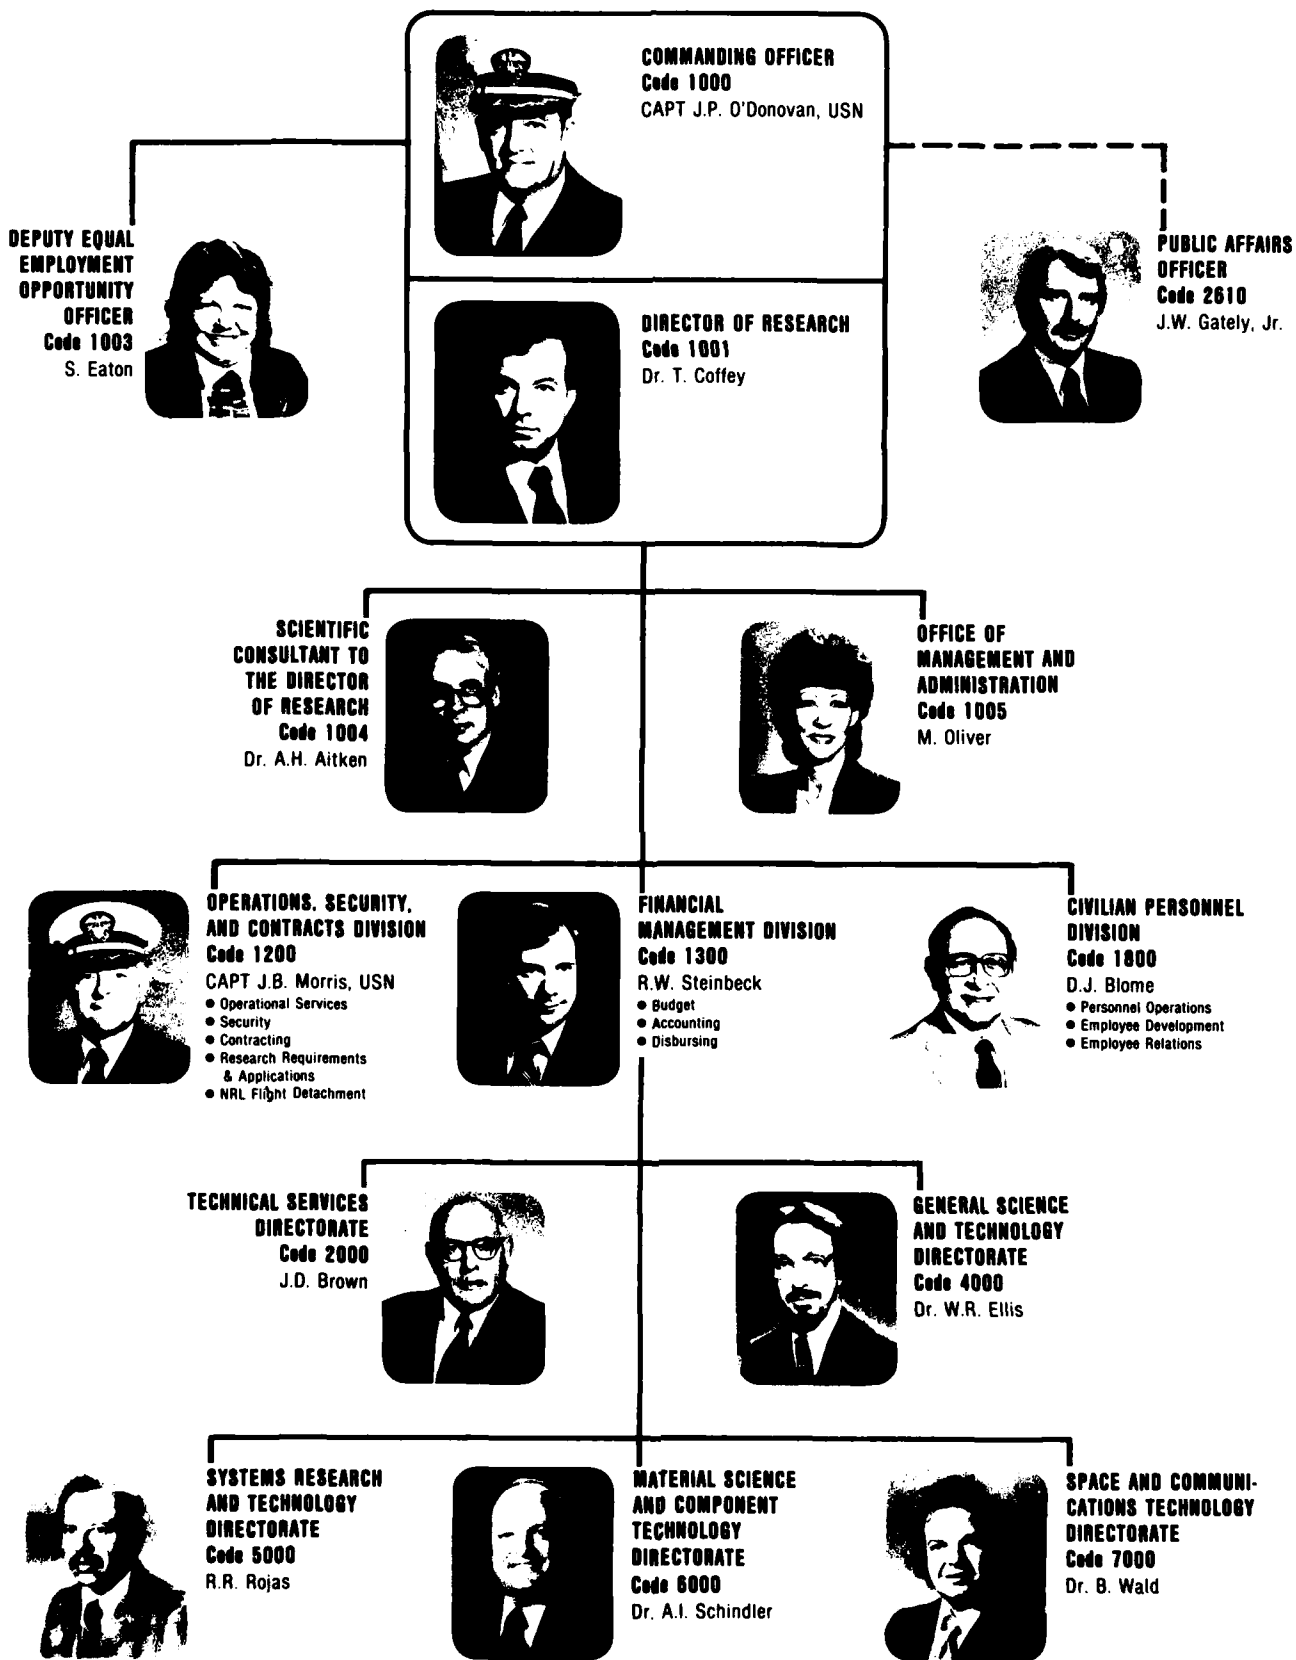 COMMANDING OFFICER
Code 1000
CAPT J.P. O'Donovan, USN
DEPUTY EQUAL
EMPLOYMENT
OPPORTUNITY
OFFICER
Code 1003
S. Eaton
PUBLIC AFFAIRS
OFFICER
Code 2610
J.W. Gately, Jr.
DIRECTOR OF RESEARCH
Code 1001
Dr. T. Coffey
SCIENTIFIC
CONSULTANT TO
THE DIRECTOR
OF RESEARCH
Code 1004
Dr. A.H. Aitken
OFFICE OF
MANAGEMENT AND
ADMINISTRATION
Code 1005
M. Oliver
OPERATIONS, SECURITY,
AND CONTRACTS DIVISION
Code 1200
CAPT J.B. Morris, USN
● Operational Services
● Security
● Contracting
● Research Requirements
& Applications
● NRL Flight Detachment
FINANCIAL
MANAGEMENT DIVISION
Code 1300
R.W. Steinbeck
● Budget
● Accounting
● Disbursing
CIVILIAN PERSONNEL
DIVISION
Code 1800
D.J. Blome
● Personnel Operations
● Employee Development
● Employee Relations
TECHNICAL SERVICES
DIRECTORATE
Code 2000
J.D. Brown
GENERAL SCIENCE
AND TECHNOLOGY
DIRECTORATE
Code 4000
Dr. W.R. Ellis
SYSTEMS RESEARCH
AND TECHNOLOGY
DIRECTORATE
Code 5000
R.R. Rojas
MATERIAL SCIENCE
AND COMPONENT
TECHNOLOGY
DIRECTORATE
Code 6000
Dr. A.I. Schindler
SPACE AND COMMUNI-
CATIONS TECHNOLOGY
DIRECTORATE
Code 7000
Dr. B. Wald